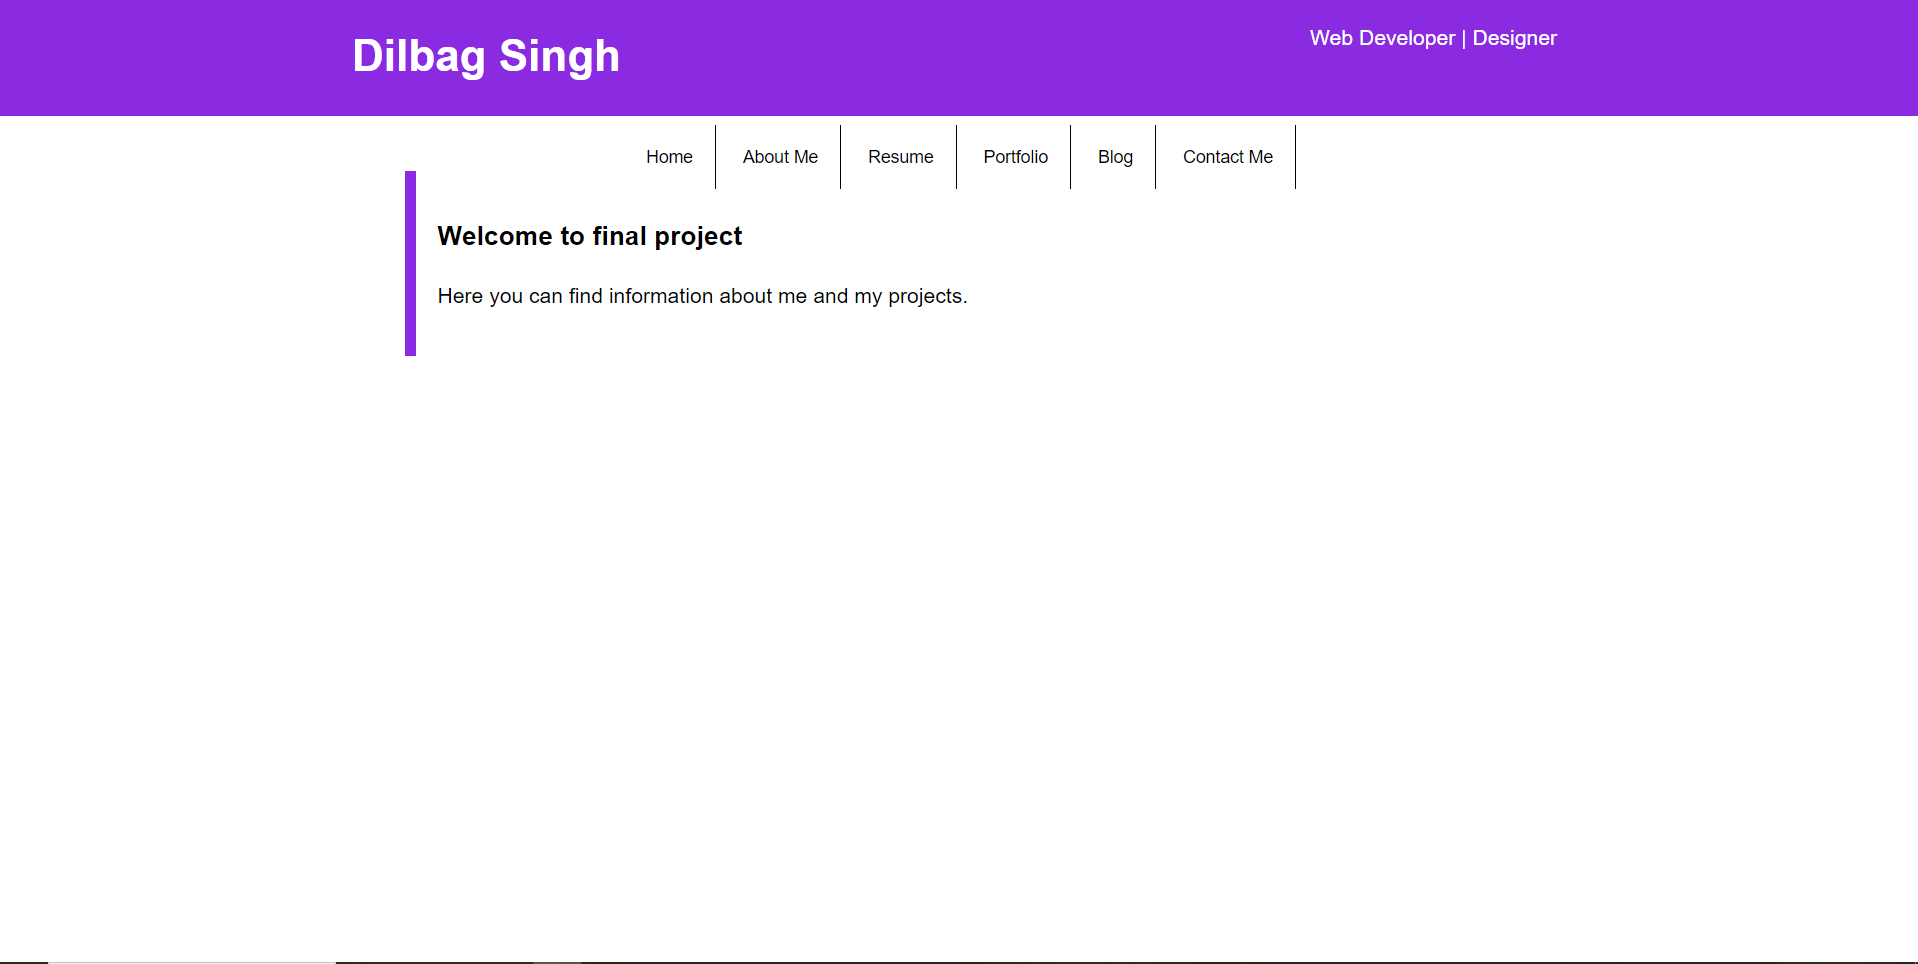 Dilbag Singh
Web Developer | Designer
Home
About Me
Resume
Portfolio
Blog
Contact Me
Welcome to final project
Here you can find information about me and my projects.